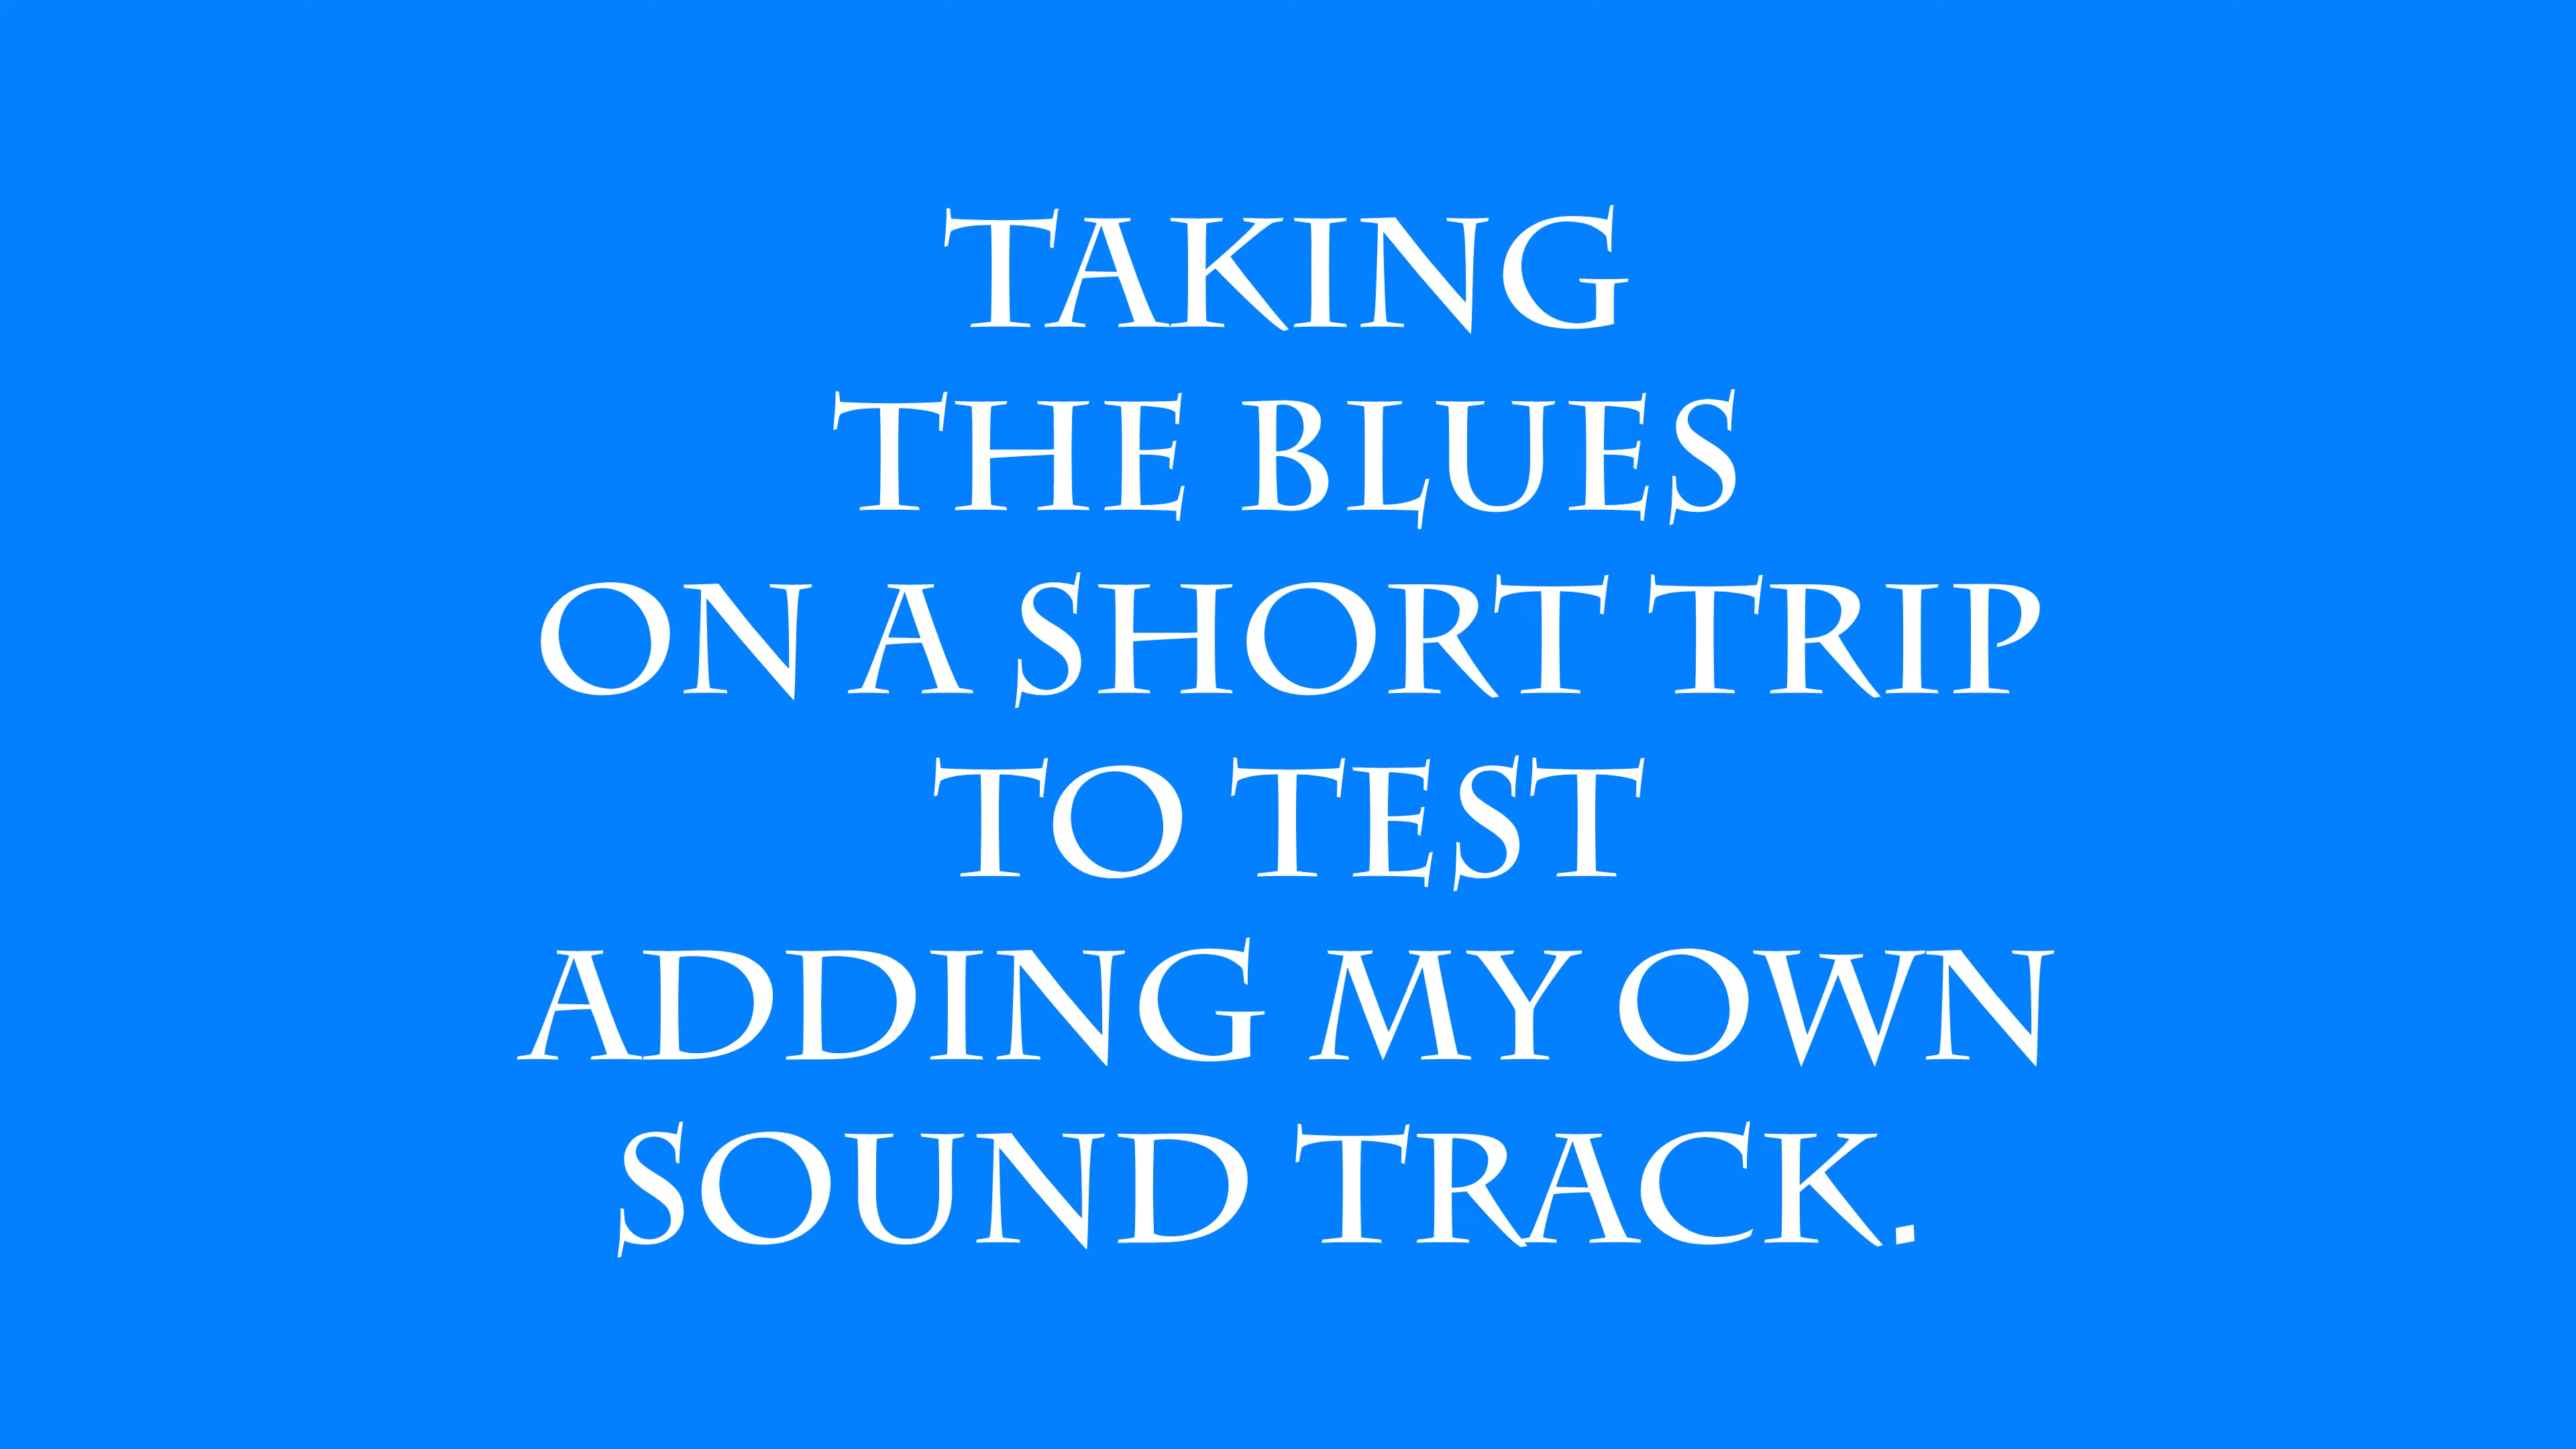 TAKING
THE BLUES
ON A SHORT TRIP
TO TEST
ADDING MY OWN
SOUND TRACK.